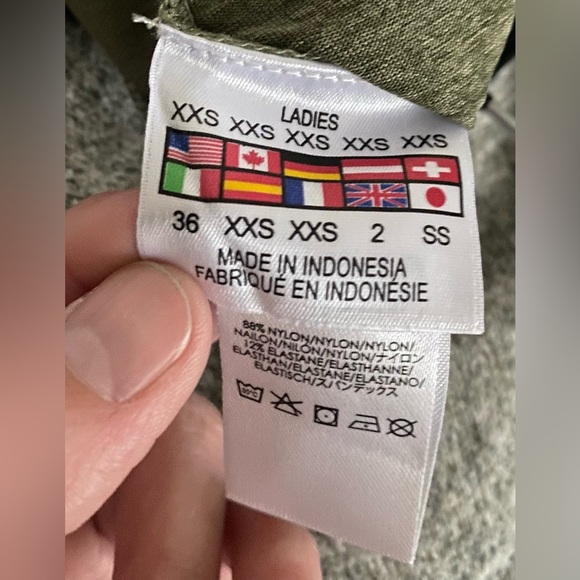 LADIES
XXS XXS XXS XXS XXS
36 XXS XXS 2 SS
MADE IN INDONESIA
FABRIQUÉ EN INDONÉSIE
88% NYLON/NYLON/NYLON/
NAILON/NILÓN/NYLON/ナイロン
12% ELASTANE/ELASTHANNE/
ELASTHAN/ELASTANE/ELASTANO/
ELASTISCH/スパンデックス
30°C